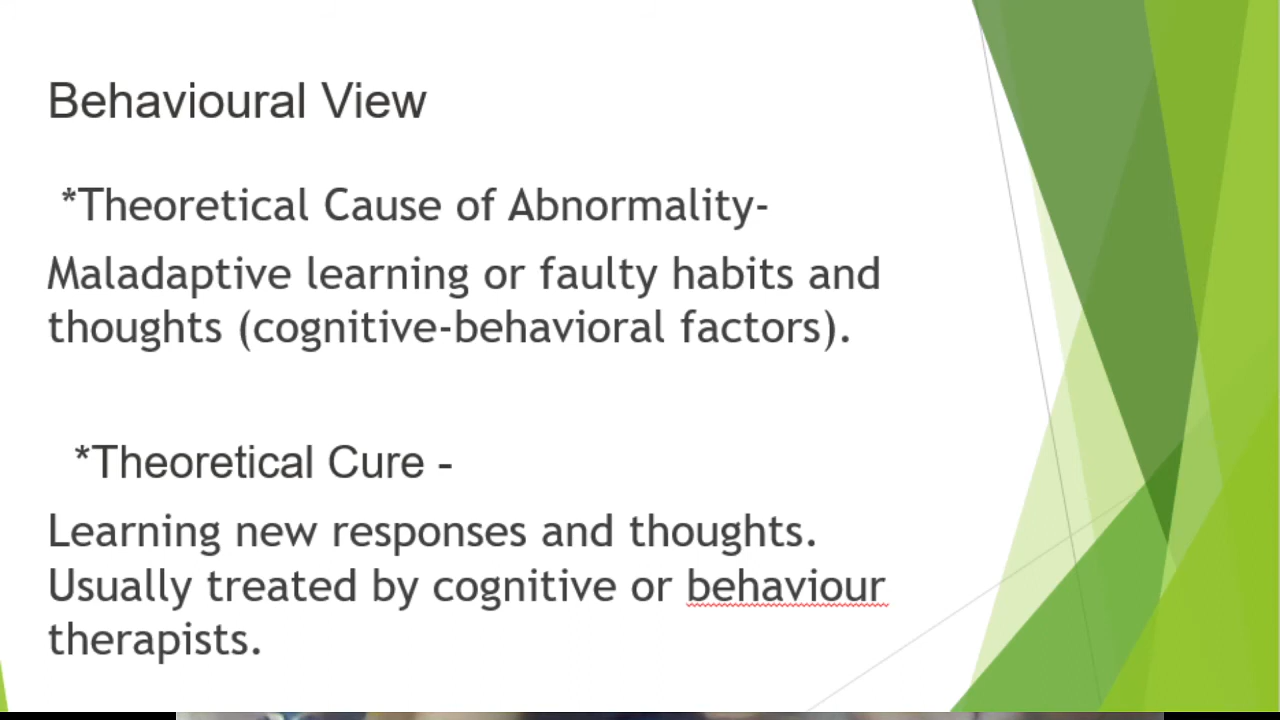 Behavioural View
*Theoretical Cause of Abnormality-
Maladaptive learning or faulty habits and
thoughts (cognitive-behavioral factors).
*Theoretical Cure -
Learning new responses and thoughts.
Usually treated by cognitive or behaviour
therapists.